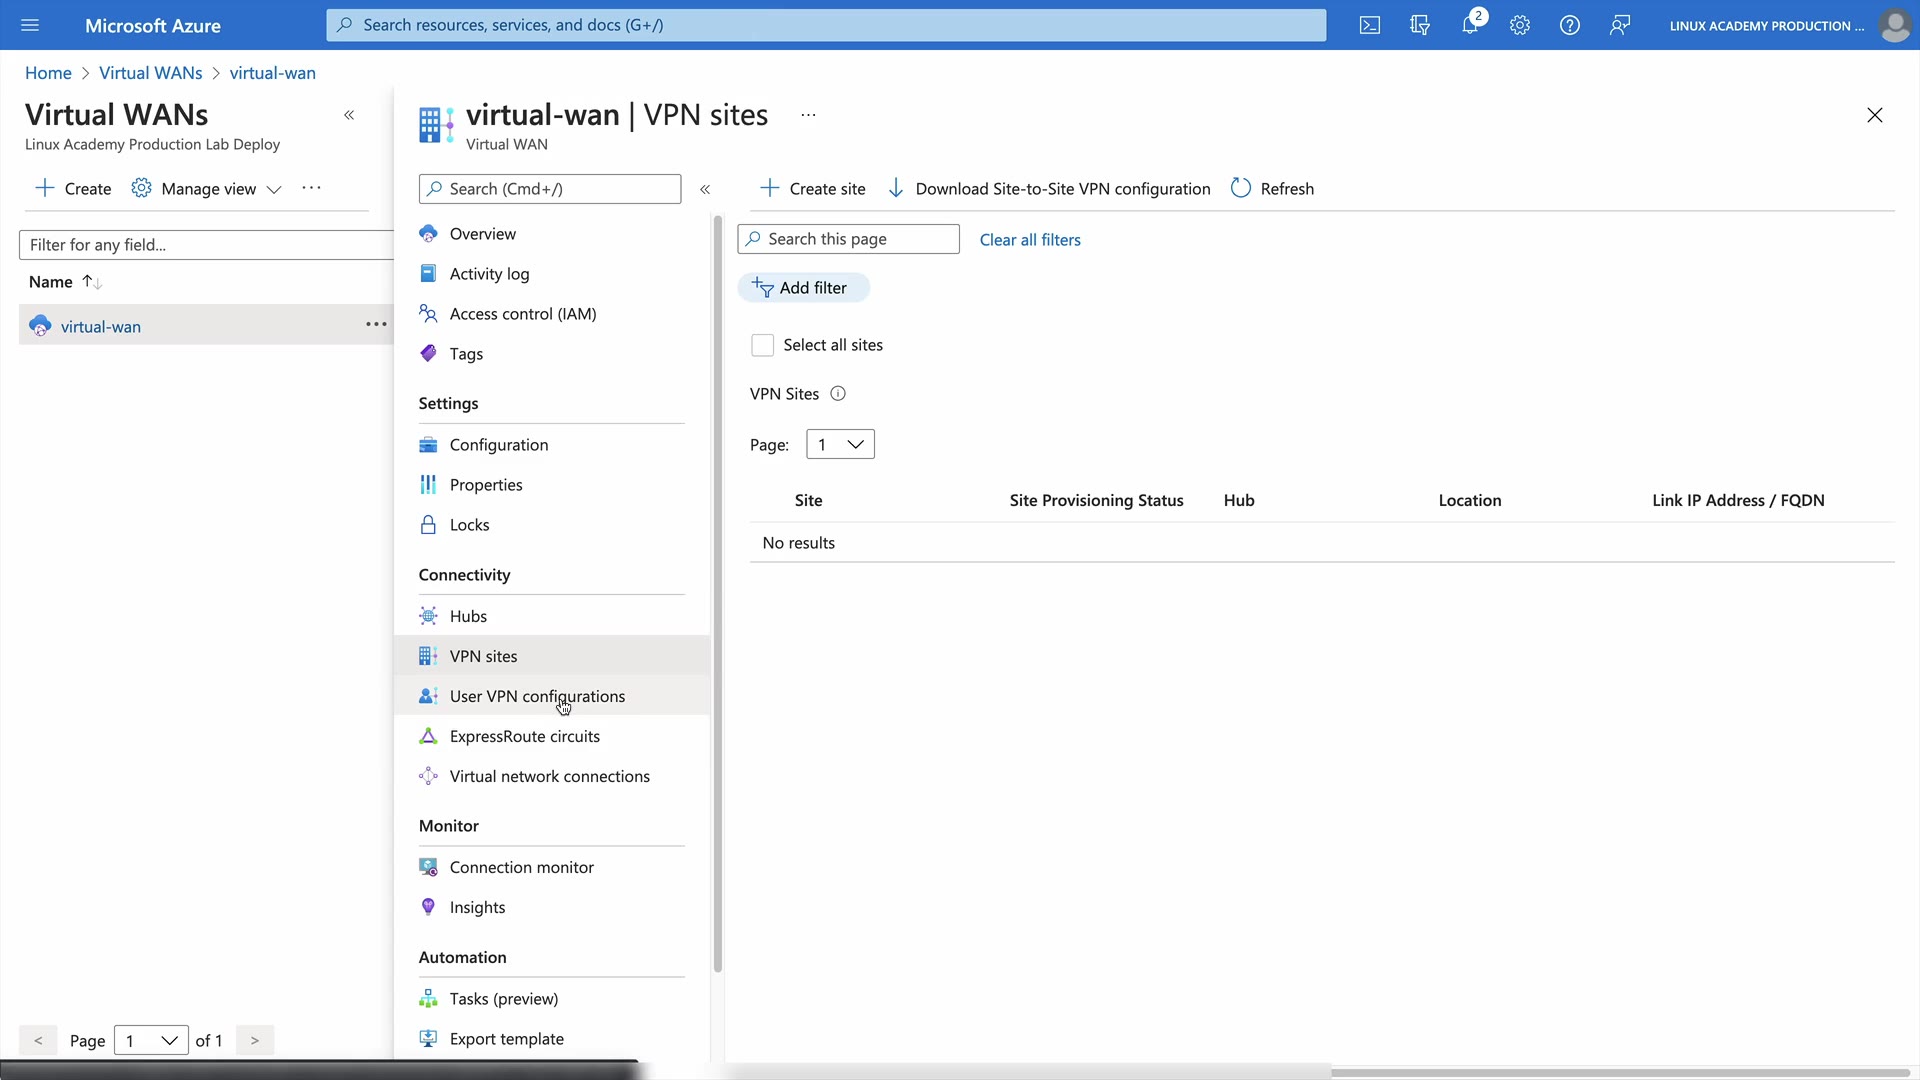 Microsoft Azure
Search resources, services, and docs (G+/)
2
LINUX ACADEMY PRODUCTION ...
Home > Virtual WANs > virtual-wan
Virtual WANs
Linux Academy Production Lab Deploy
Create
Manage view
Filter for any field...
Name
virtual-wan
< Page 1 of 1 >
virtual-wan | VPN sites
Virtual WAN
Search (Cmd+/)
Overview
Activity log
Access control (IAM)
Tags
Settings
Configuration
Properties
Locks
Connectivity
Hubs
VPN sites
User VPN configurations
ExpressRoute circuits
Virtual network connections
Monitor
Connection monitor
Insights
Automation
Tasks (preview)
Export template
Create site
Download Site-to-Site VPN configuration
Refresh
Search this page
Clear all filters
Add filter
Select all sites
VPN Sites
Page: 1
Site Site Provisioning Status Hub Location Link IP Address / FQDN
No results